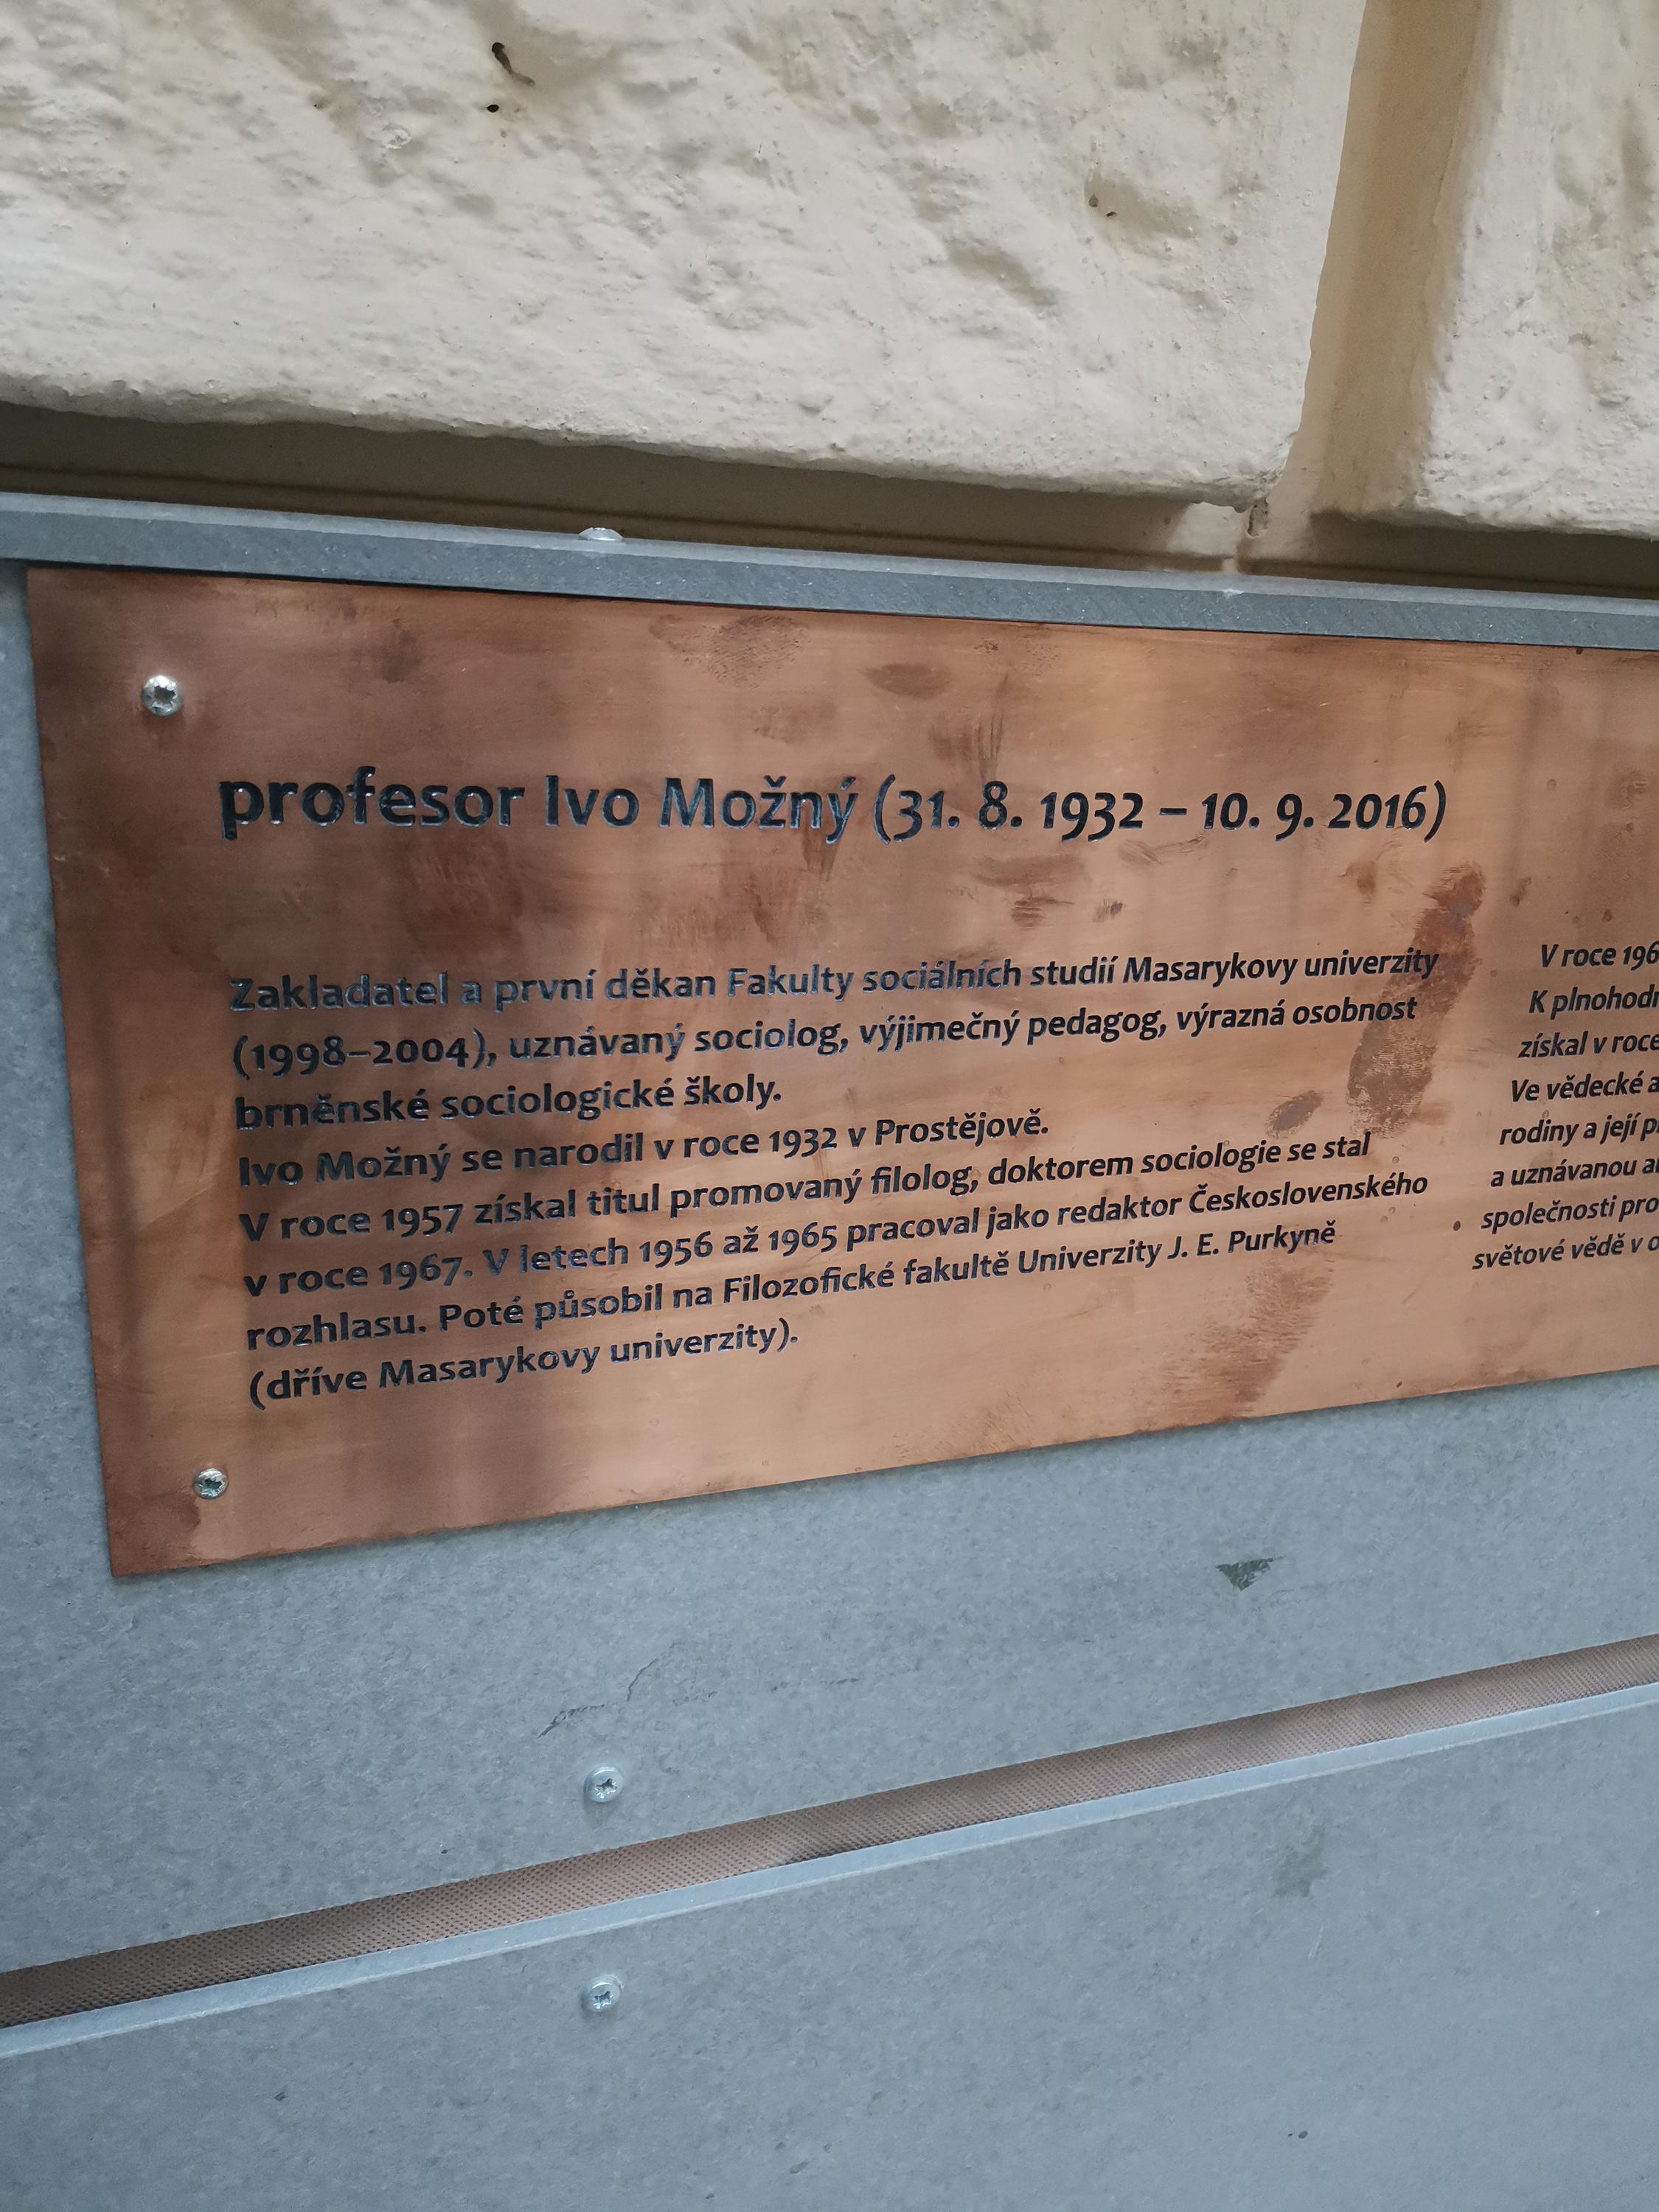 profesor Ivo Možný (31. 8. 1932 – 10. 9. 2016)
Zakladatel a první děkan Fakulty sociálních studií Masarykovy univerzity
(1998–2004), uznávaný sociolog, výjimečný pedagog, výrazná osobnost
brněnské sociologické školy.
Ivo Možný se narodil v roce 1932 v Prostějově.
V roce 1957 získal titul promovaný filolog, doktorem sociologie se stal
v roce 1967. V letech 1956 až 1965 pracoval jako redaktor Československého
rozhlasu. Poté působil na Filozofické fakultě Univerzity J. E. Purkyně
(dříve Masarykovy univerzity).
V roce
K
získal v roce
Ve vědecké
rodiny a její
a uznávanou
společnosti
světové vědě v